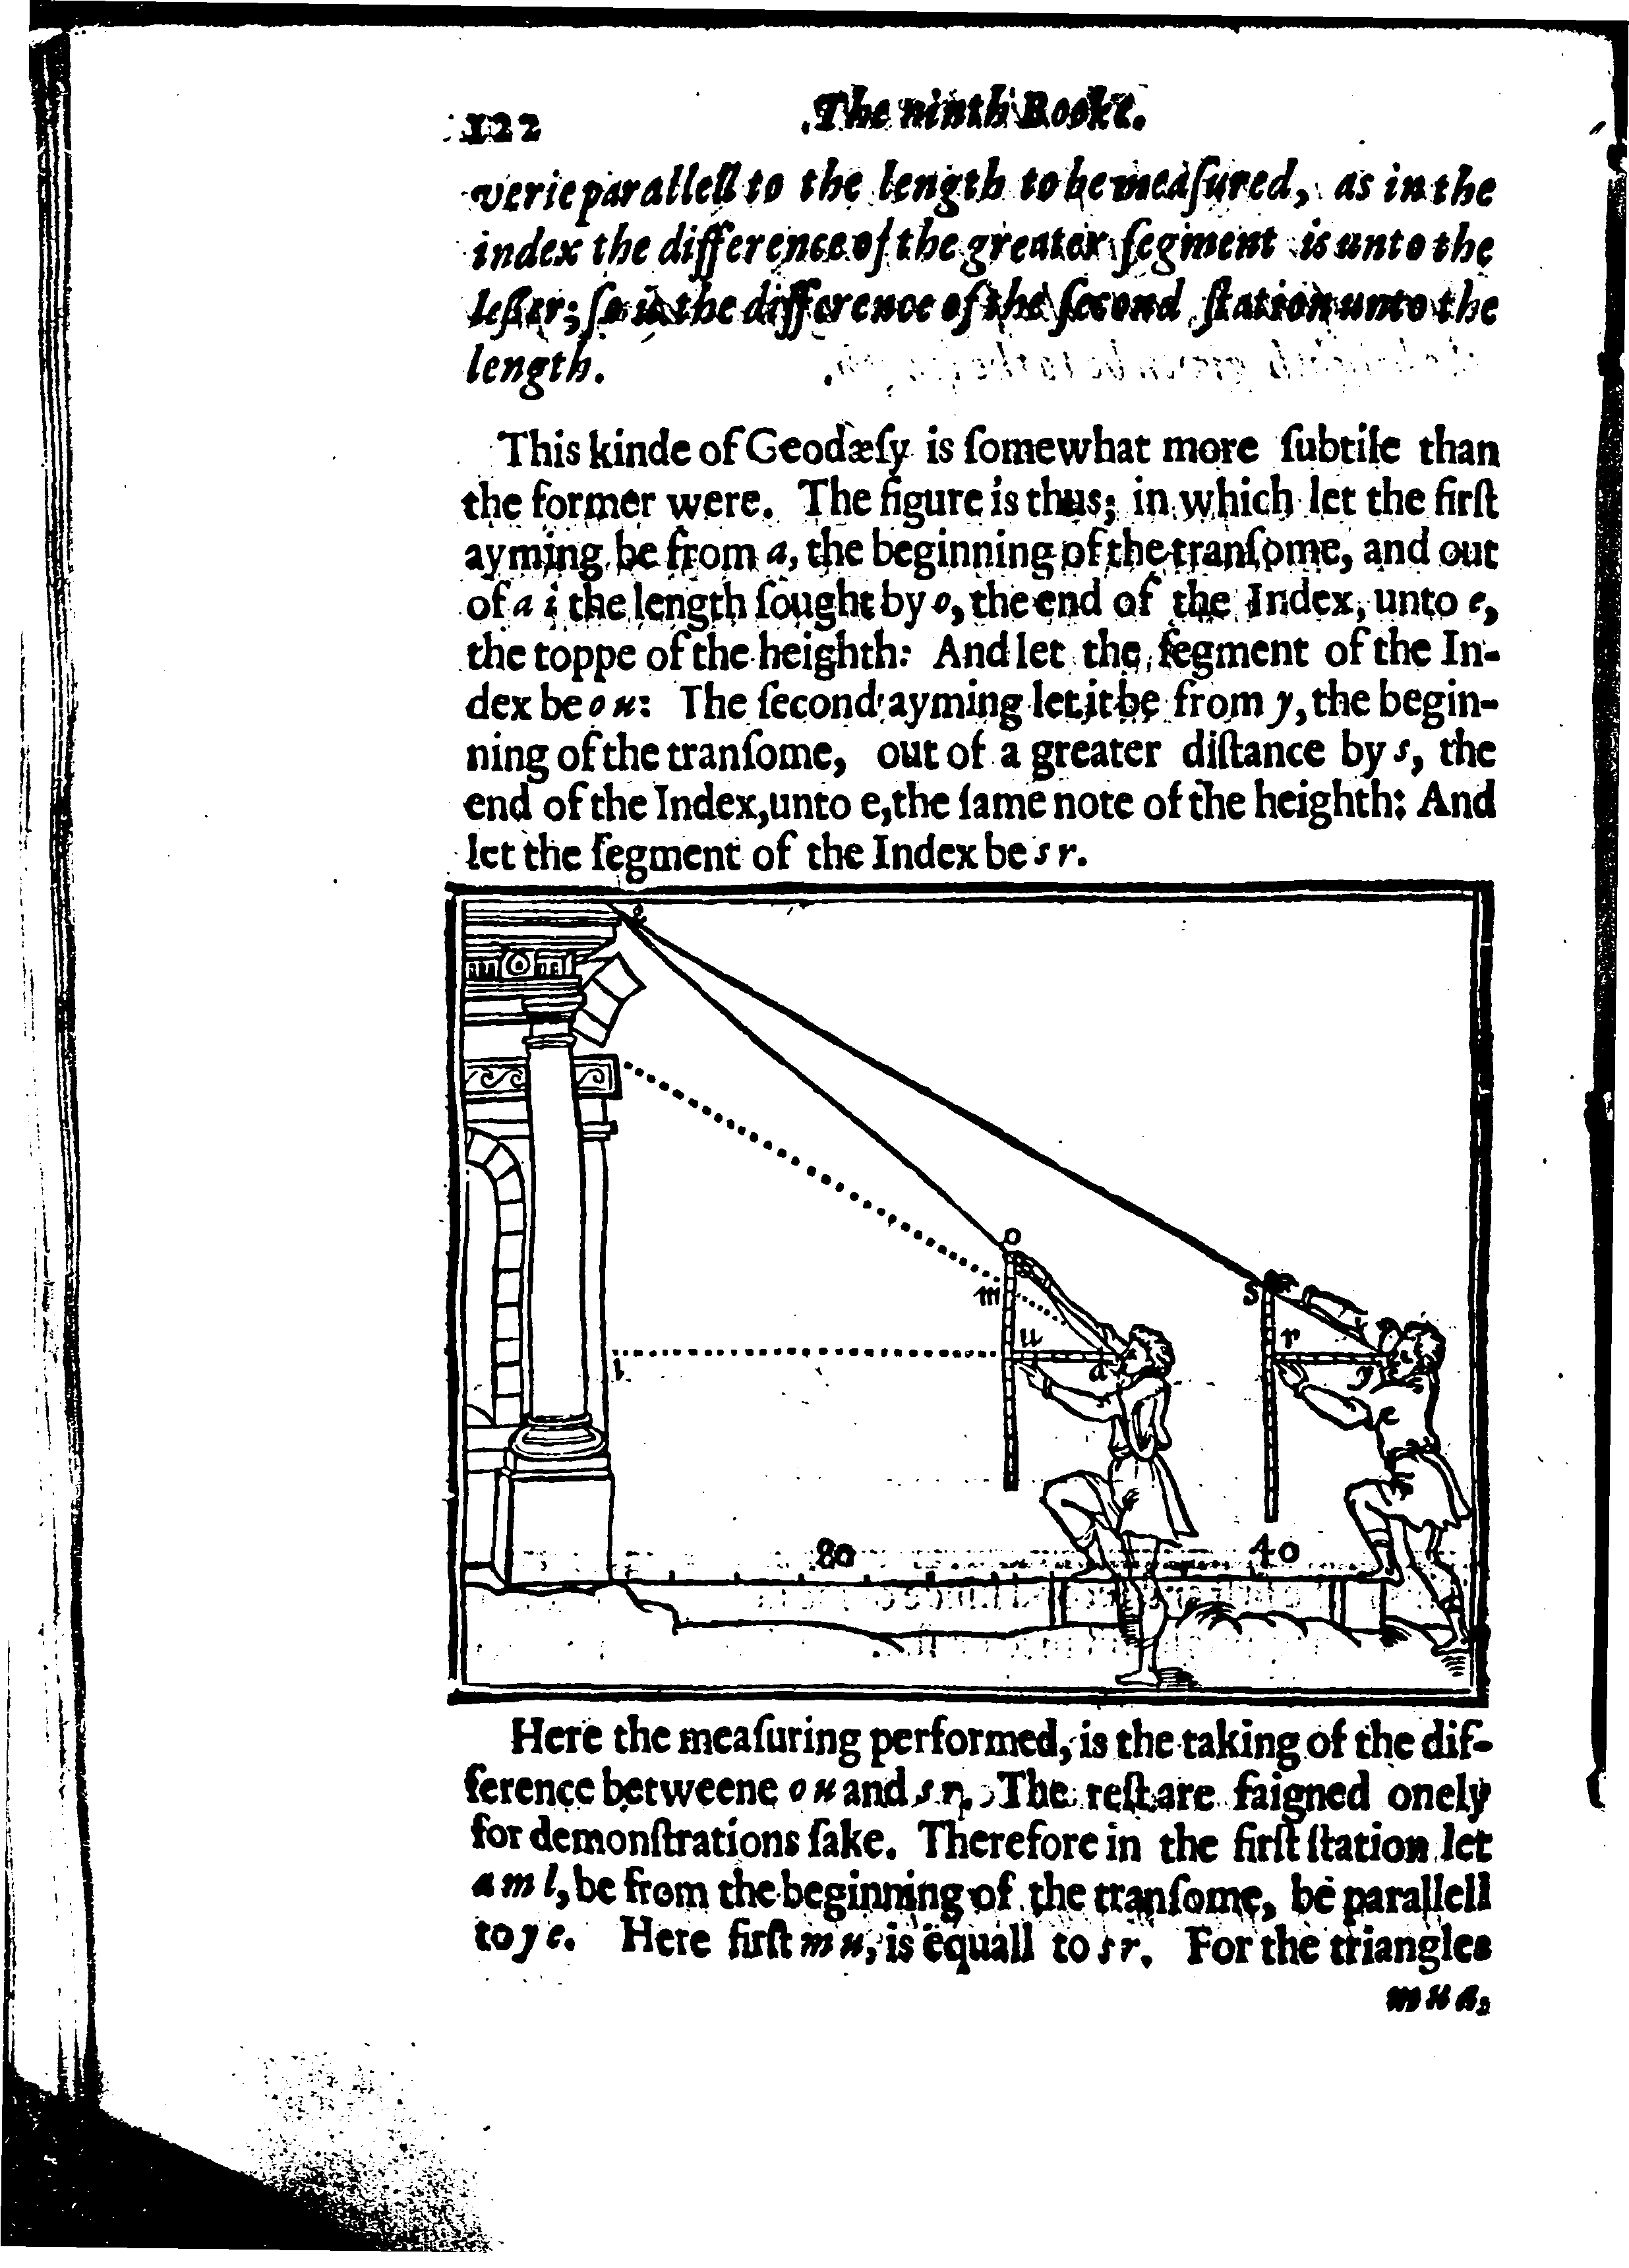 122
The ninth Booke.
verie parallell to the length to be meaſured, as in the
index the difference of the greater ſegment is unto the
leſſer; ſo is the difference of the ſecond ſtation unto the
length.
This kinde of Geodæſy is ſomewhat more ſubtile than
the former were. The figure is thus; in which let the firſt
ayming be from a, the beginning of the tranſome, and out
of a i the length ſought by o, the end of the Index, unto e,
the toppe of the heighth: And let the ſegment of the In-
dex be o u: The ſecond ayming let it be from y, the begin-
ning of the tranſome, out of a greater diſtance by s, the
end of the Index, unto e, the ſame note of the heighth: And
let the ſegment of the Index be s r.
e
o
m
s
u
r
a
y
i
80
40
Here the meaſuring performed, is the taking of the dif-
ference betweene o u and s r. The reſt are faigned onely
for demonſtrations ſake. Therefore in the firſt ſtation let
a m l, be from the beginning of the tranſome, be parallell
to y e. Here firſt m u, is equall to s r. For the triangles
m u a,